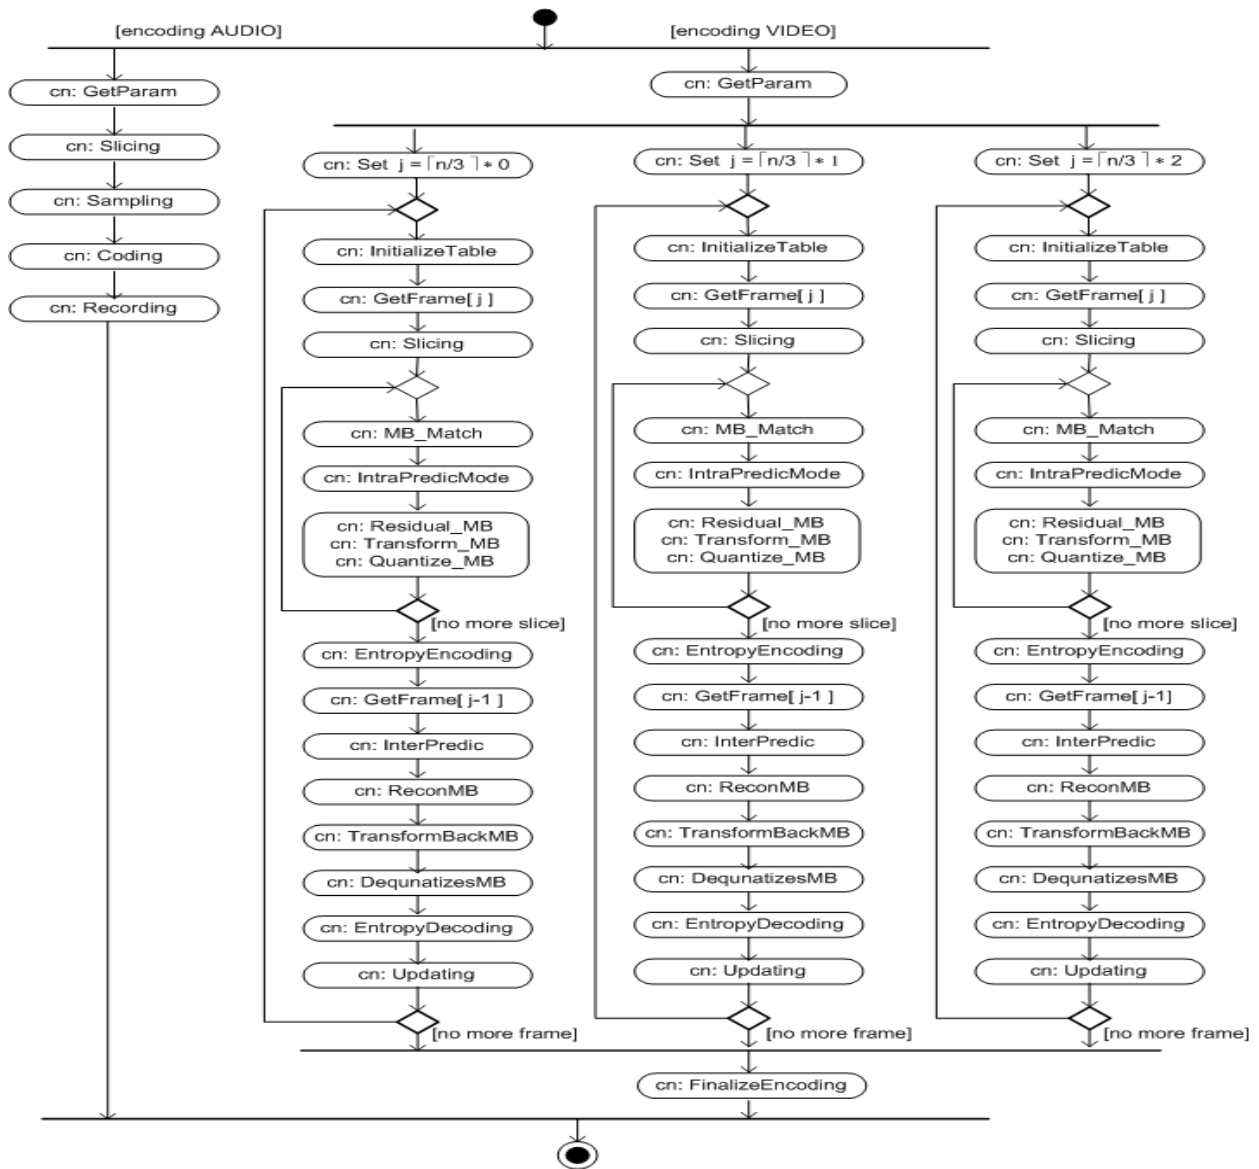 [encoding AUDIO]
[encoding VIDEO]
cn: GetParam
cn: Slicing
cn: Sampling
cn: Coding
cn: Recording
cn: GetParam
cn: Set j = ⌈n/3 ⌉ * 0
cn: InitializeTable
cn: GetFrame[ j ]
cn: Slicing
cn: MB_Match
cn: IntraPredicMode
cn: Residual_MB
cn: Transform_MB
cn: Quantize_MB
[no more slice]
cn: EntropyEncoding
cn: GetFrame[ j-1 ]
cn: InterPredic
cn: ReconMB
cn: TransformBackMB
cn: DequnatizesMB
cn: EntropyDecoding
cn: Updating
[no more frame]
cn: Set j = ⌈n/3 ⌉ * 1
cn: InitializeTable
cn: GetFrame[ j ]
cn: Slicing
cn: MB_Match
cn: IntraPredicMode
cn: Residual_MB
cn: Transform_MB
cn: Quantize_MB
[no more slice]
cn: EntropyEncoding
cn: GetFrame[ j-1 ]
cn: InterPredic
cn: ReconMB
cn: TransformBackMB
cn: DequnatizesMB
cn: EntropyDecoding
cn: Updating
[no more frame]
cn: Set j = ⌈n/3 ⌉ * 2
cn: InitializeTable
cn: GetFrame[ j ]
cn: Slicing
cn: MB_Match
cn: IntraPredicMode
cn: Residual_MB
cn: Transform_MB
cn: Quantize_MB
[no more slice]
cn: EntropyEncoding
cn: GetFrame[ j-1]
cn: InterPredic
cn: ReconMB
cn: TransformBackMB
cn: DequnatizesMB
cn: EntropyDecoding
cn: Updating
[no more frame]
cn: FinalizeEncoding